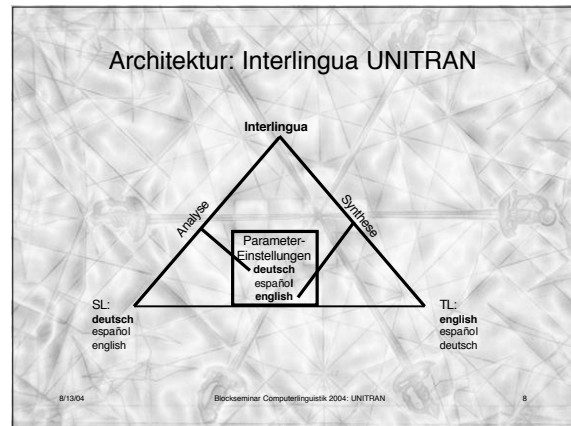 Architektur: Interlingua UNITRAN
Interlingua
Analyse
Synthese
Parameter-
Einstellungen
deutsch
español
english
SL:
deutsch
español
english
TL:
english
español
deutsch
8/13/04
Blockseminar Computerlinguistik 2004: UNITRAN
8